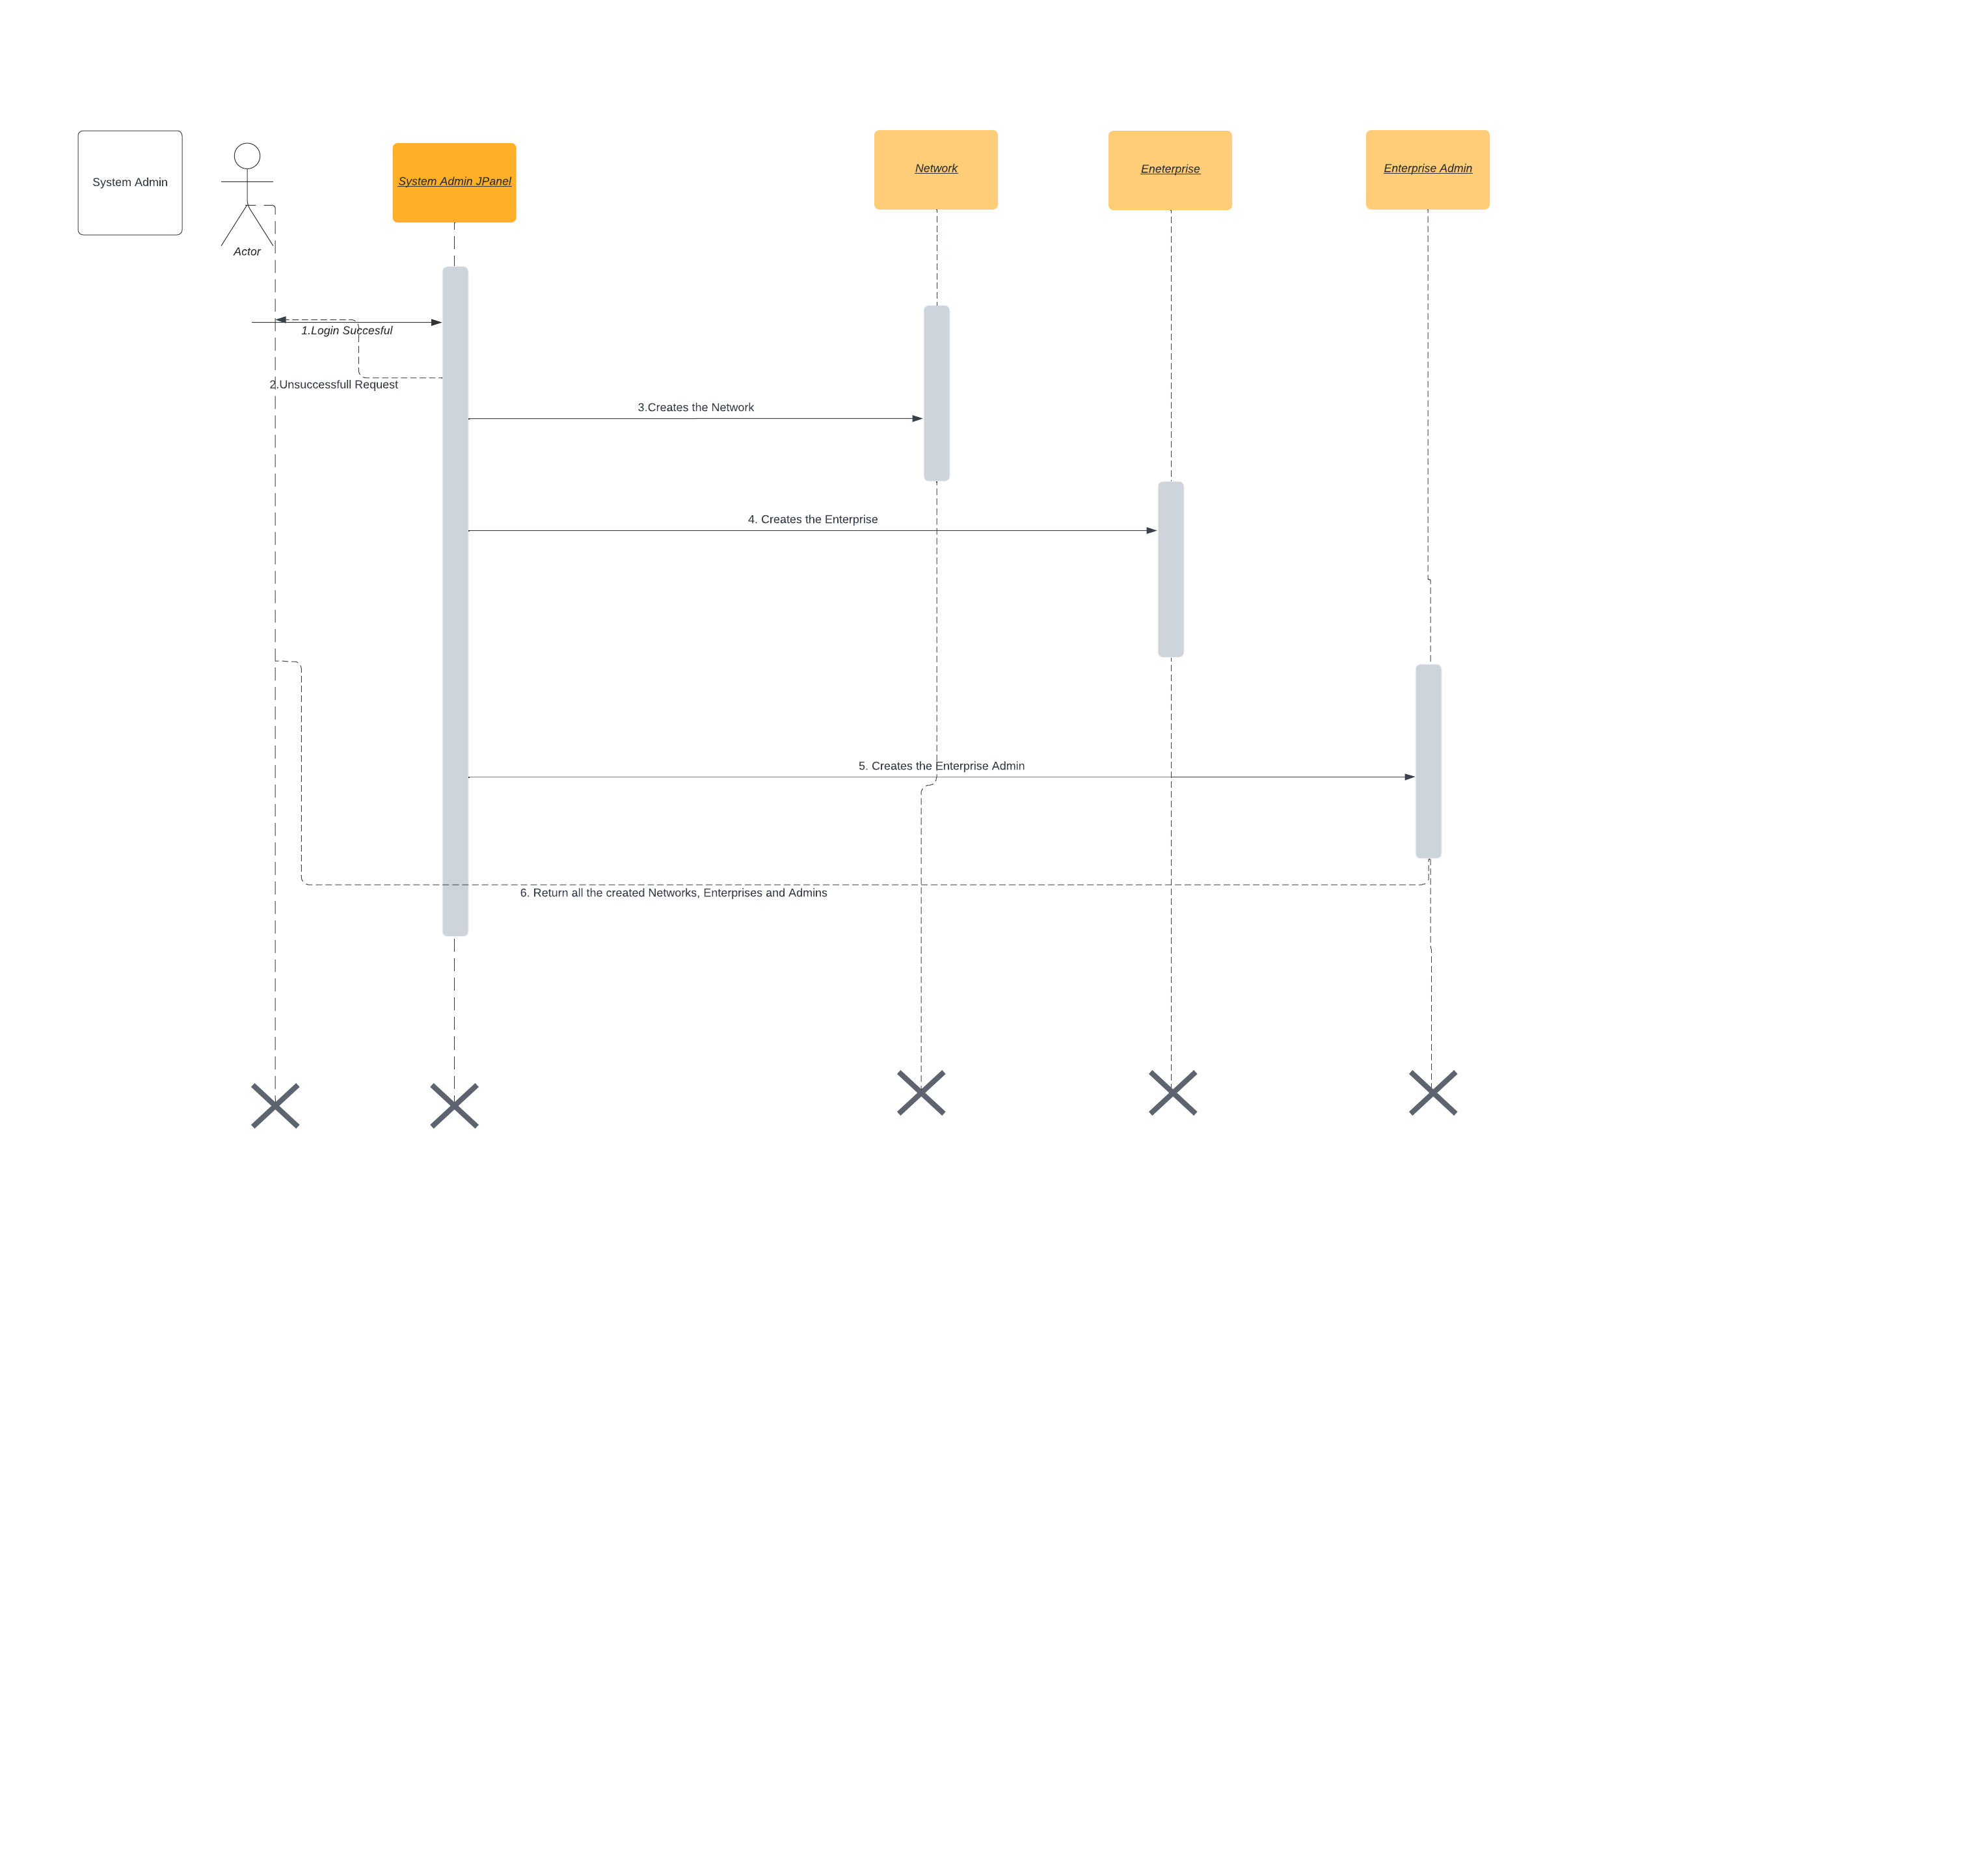 System Admin
Actor
System Admin JPanel
Network
Eneterprise
Enterprise Admin
1.Login Succesful
2.Unsuccessfull Request
3.Creates the Network
4. Creates the Enterprise
5. Creates the Enterprise Admin
6. Return all the created Networks, Enterprises and Admins